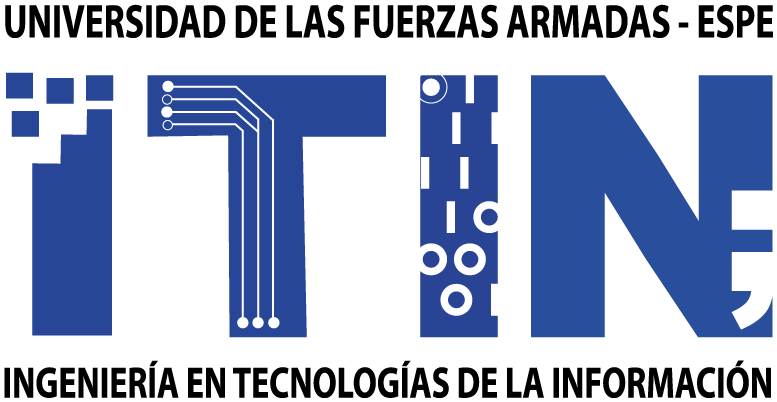 UNIVERSIDAD DE LAS FUERZAS ARMADAS - ESPE
ITIN
INGENIERÍA EN TECNOLOGÍAS DE LA INFORMACIÓN